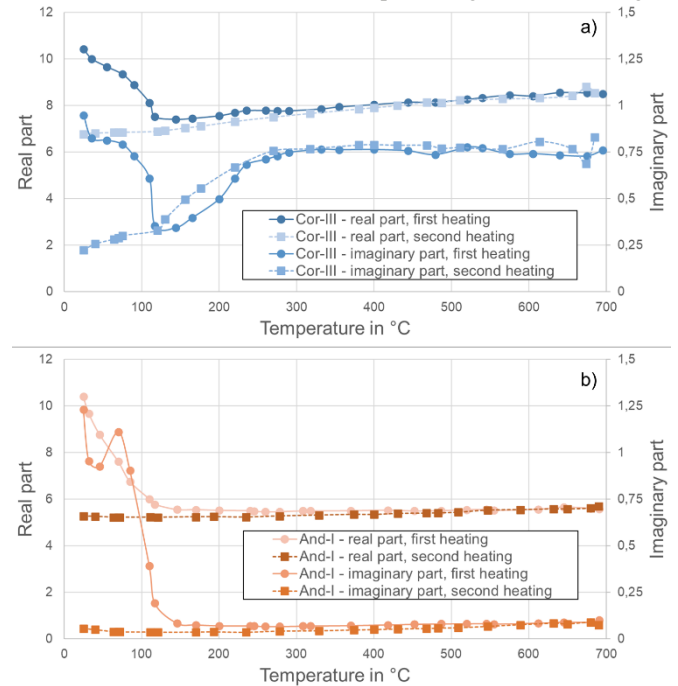 12
1,5
a)
10
1,25
8
1
6
0,75
4
0,5
2
0,25
0
0
Real part
Imaginary part
Cor-III - real part, first heating
Cor-III - real part, second heating
Cor-III - imaginary part, first heating
Cor-III - imaginary part, second heating
0 100 200 300 400 500 600 700
Temperature in °C
12
1,5
b)
10
1,25
8
1
6
0,75
4
0,5
2
0,25
0
0
Real part
Imaginary part
And-I - real part, first heating
And-I - real part, second heating
And-I - imaginary part, first heating
And-I - imaginary part, second heating
0 100 200 300 400 500 600 700
Temperature in °C